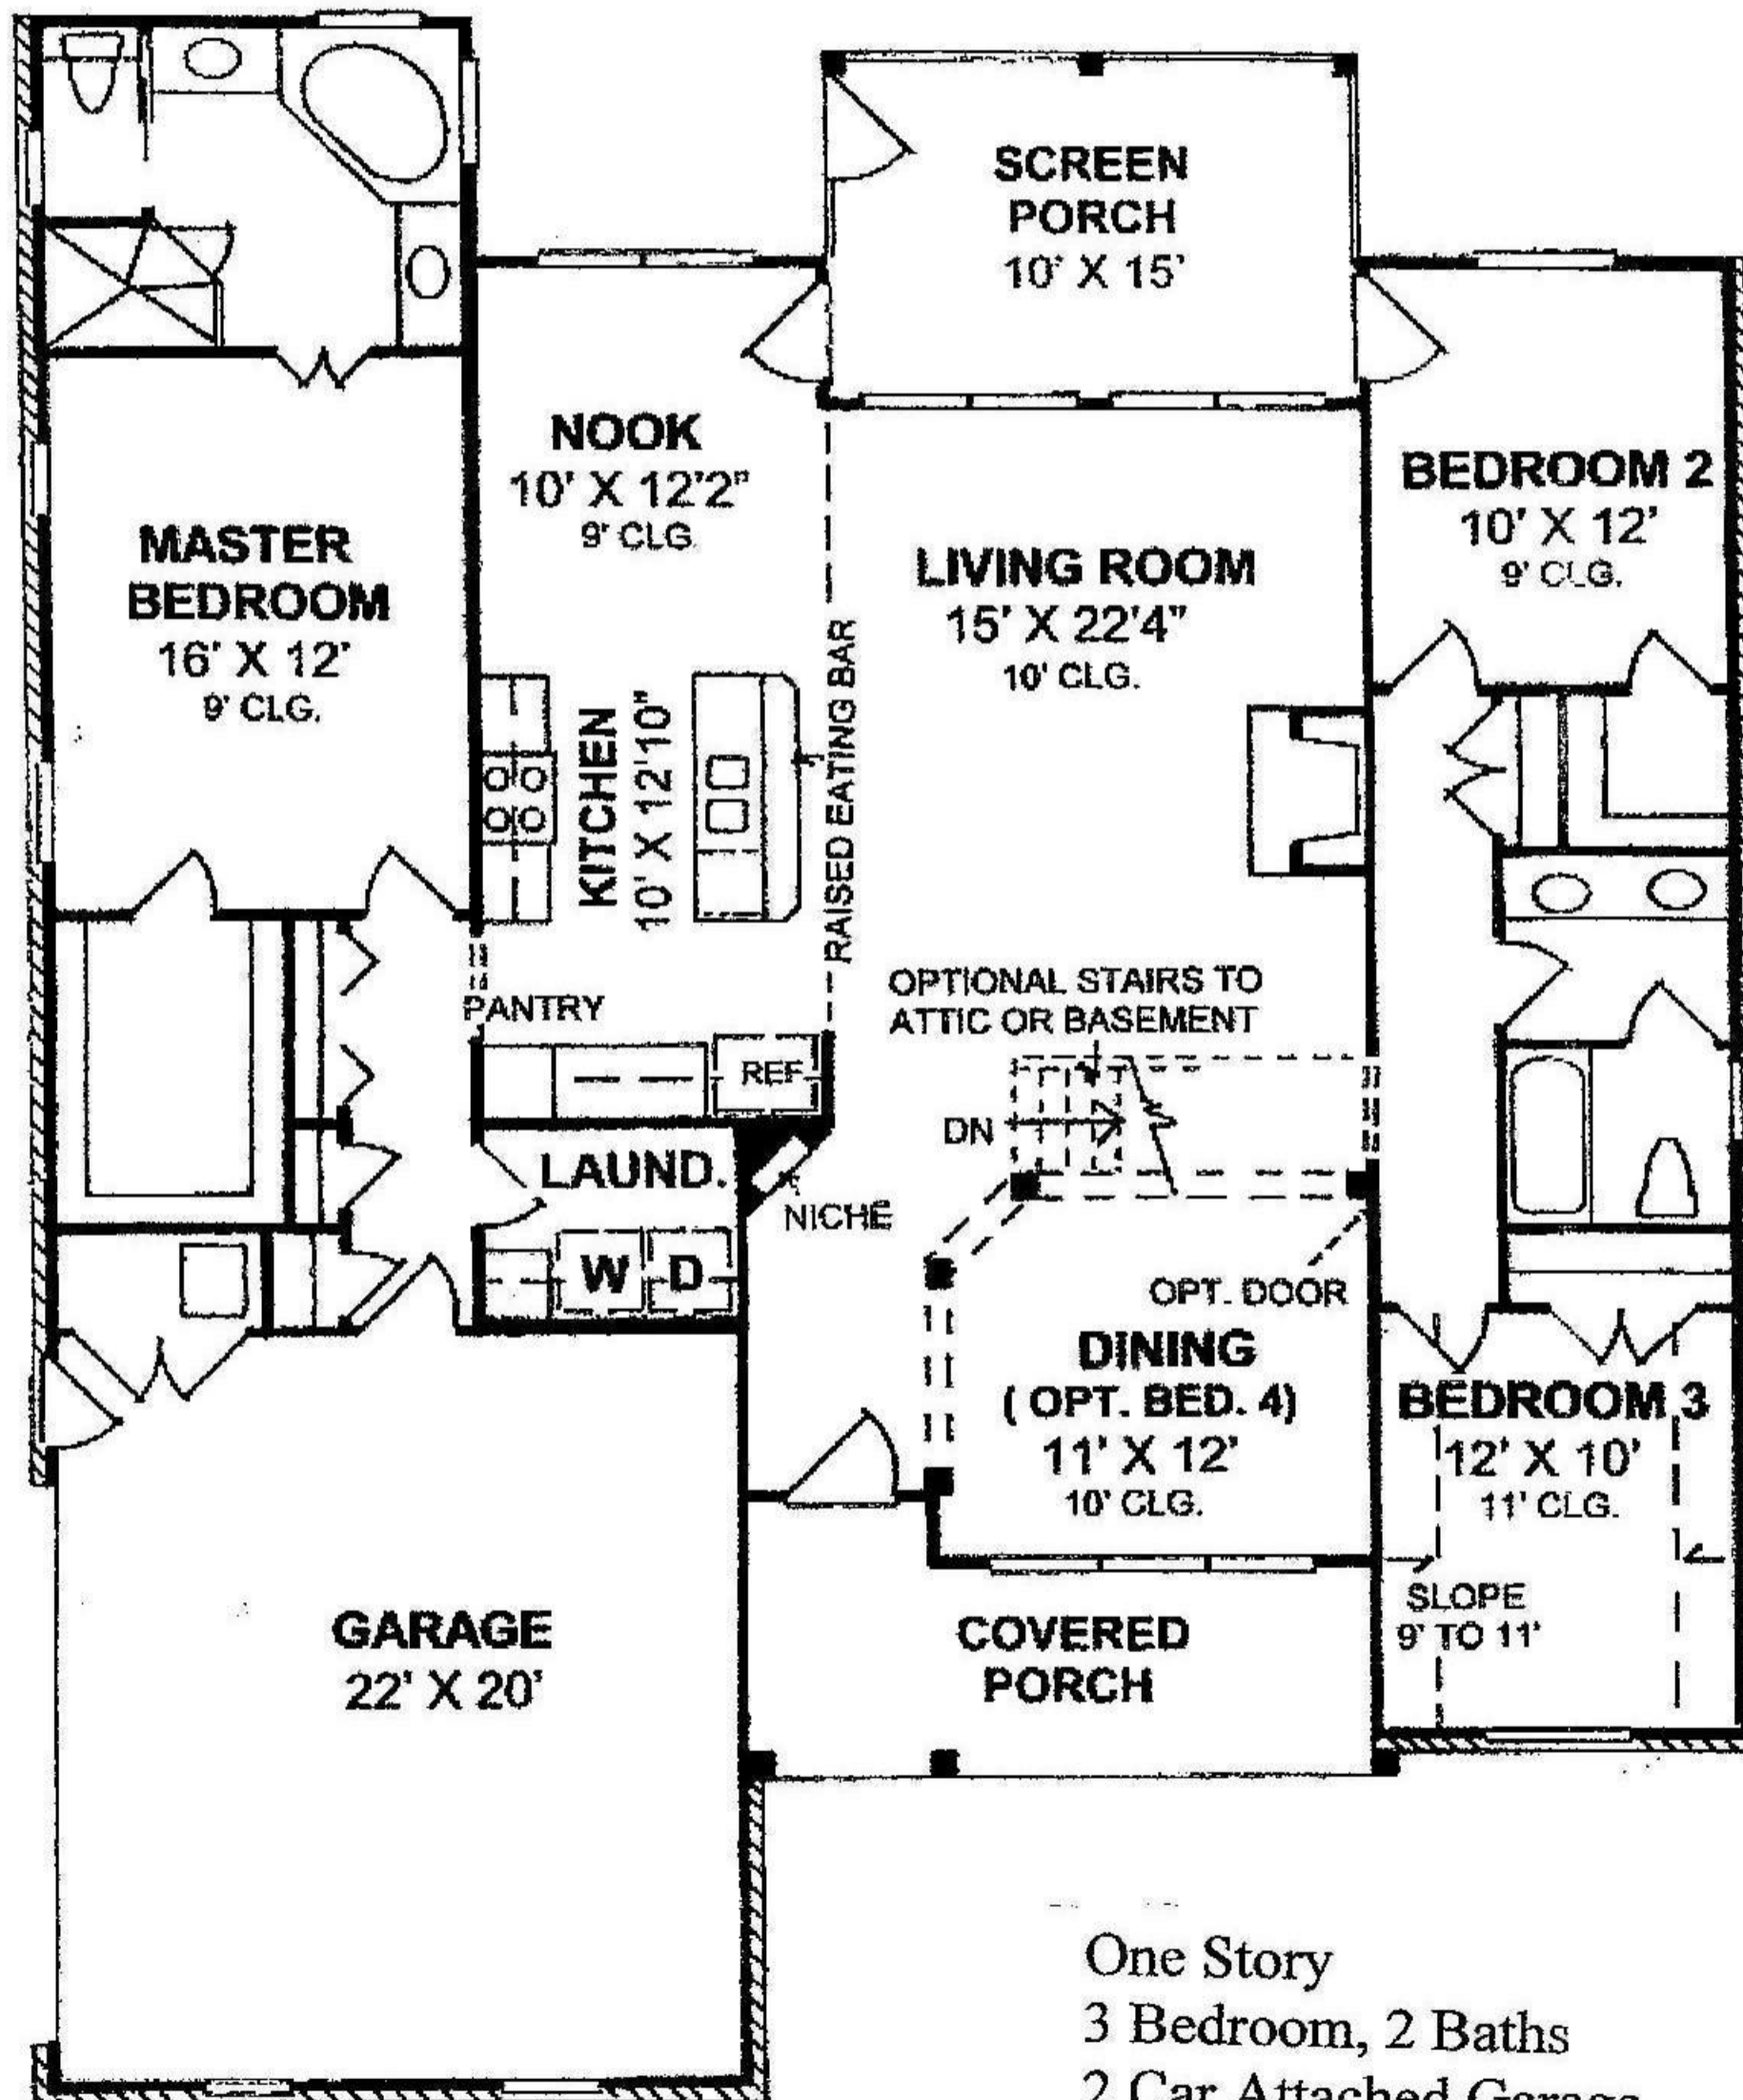 SCREEN
PORCH
10' X 15'
NOOK
10' X 12'2"
9' CLG.
MASTER
BEDROOM
16' X 12'
9' CLG.
LIVING ROOM
15' X 22'4"
10' CLG.
BEDROOM 2
10' X 12'
9' CLG.
KITCHEN
10' X 12'10"
RAISED EATING BAR
OPTIONAL STAIRS TO
ATTIC OR BASEMENT
PANTRY
REF
DN
LAUND.
NICHE
W D
OPT. DOOR
DINING
( OPT. BED. 4)
11' X 12'
10' CLG.
BEDROOM 3
12' X 10'
11' CLG.
SLOPE
9' TO 11'
GARAGE
22' X 20'
COVERED
PORCH
One Story
3 Bedroom, 2 Baths
2 Car Attached Garage